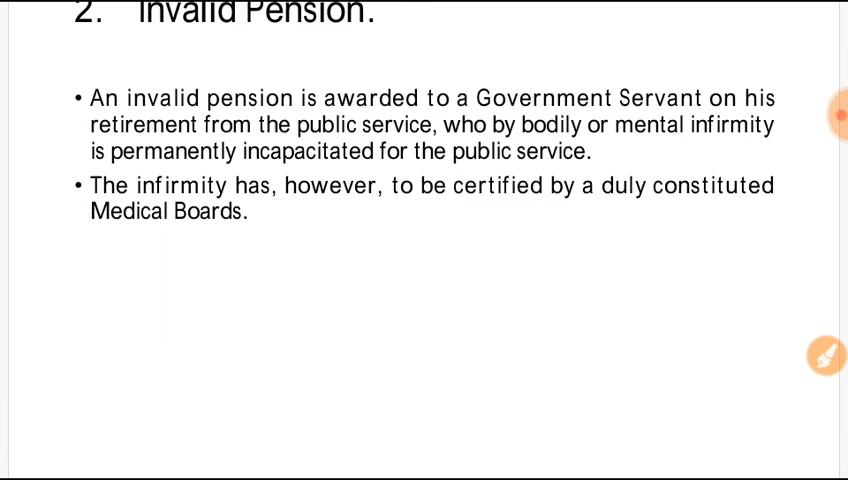 2. Invalid Pension.
• An invalid pension is awarded to a Government Servant on his
retirement from the public service, who by bodily or mental infirmity
is permanently incapacitated for the public service.
• The infirmity has, however, to be certified by a duly constituted
Medical Boards.